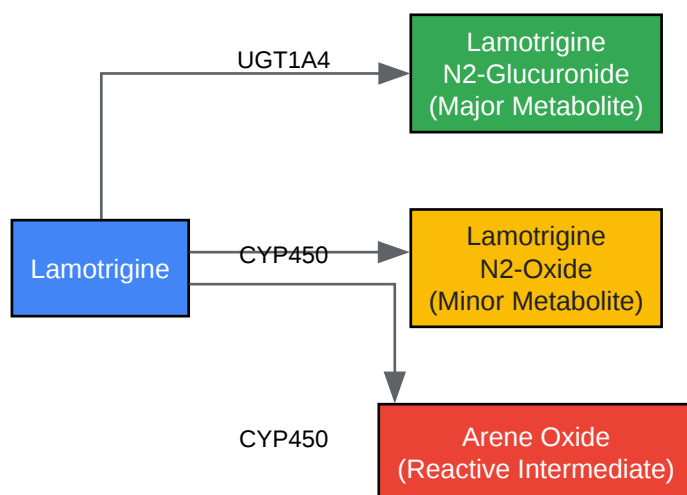 UGT1A4
Lamotrigine
N2-Glucuronide
(Major Metabolite)
Lamotrigine
CYP450
Lamotrigine
N2-Oxide
(Minor Metabolite)
CYP450
Arene Oxide
(Reactive Intermediate)